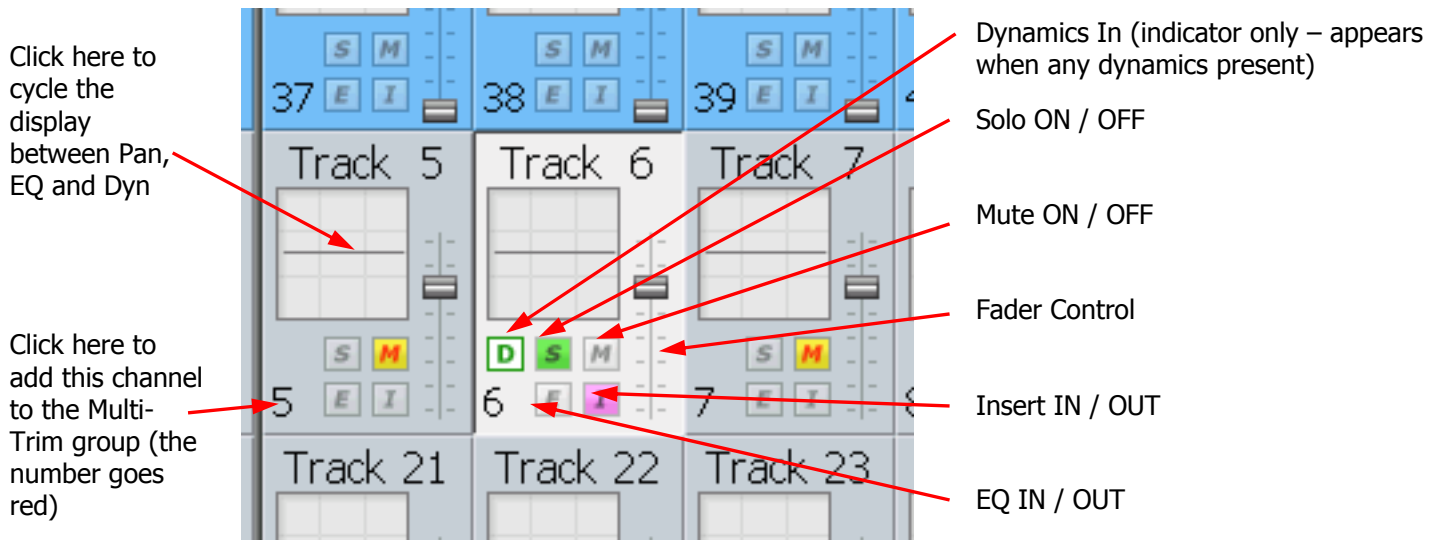 Click here to
cycle the
display
between Pan,
EQ and Dyn
Click here to
add this channel
to the Multi-
Trim group (the
number goes
red)
S M S M S M
37 E I 38 E I 39 E I
Track 5 Track 6 Track 7
S M D S M S M
5 E I 6 E I 7 E I
Track 21 Track 22 Track 23
Dynamics In (indicator only – appears
when any dynamics present)
Solo ON / OFF
Mute ON / OFF
Fader Control
Insert IN / OUT
EQ IN / OUT